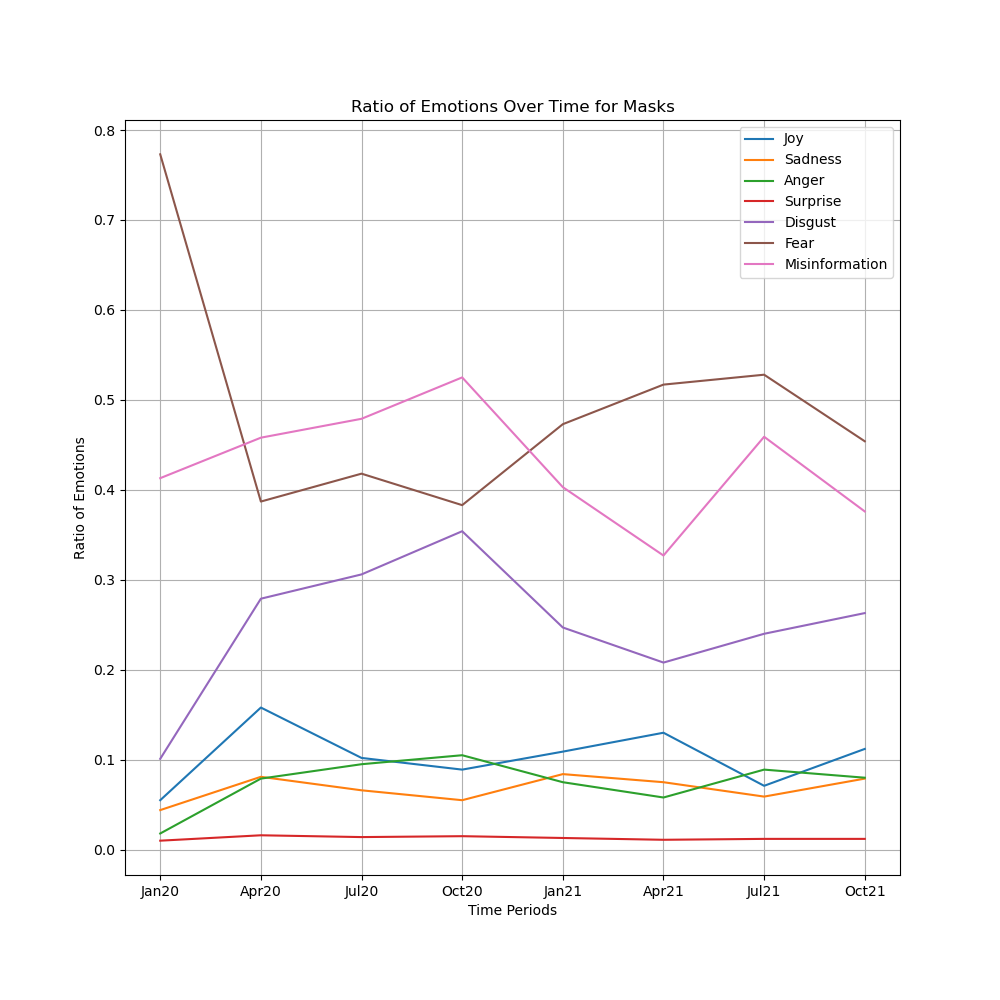 Ratio of Emotions Over Time for Masks
Joy
Sadness
Anger
Surprise
Disgust
Fear
Misinformation
Ratio of Emotions
0.8
0.7
0.6
0.5
0.4
0.3
0.2
0.1
0.0
Jan20 Apr20 Jul20 Oct20 Jan21 Apr21 Jul21 Oct21
Time Periods